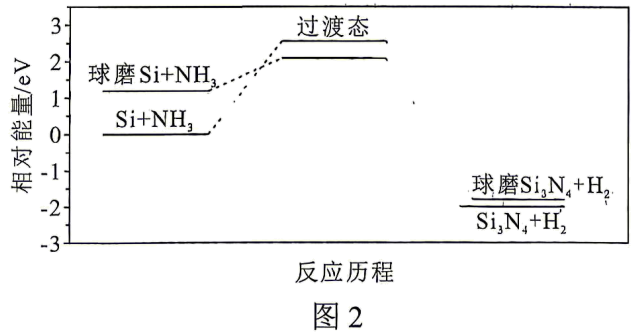 相对能量/eV
3
2
1
0
-1
-2
-3
过渡态
球磨Si+NH₃
Si+NH₃
球磨Si₃N₄+H₂
Si₃N₄+H₂
反应历程
图2